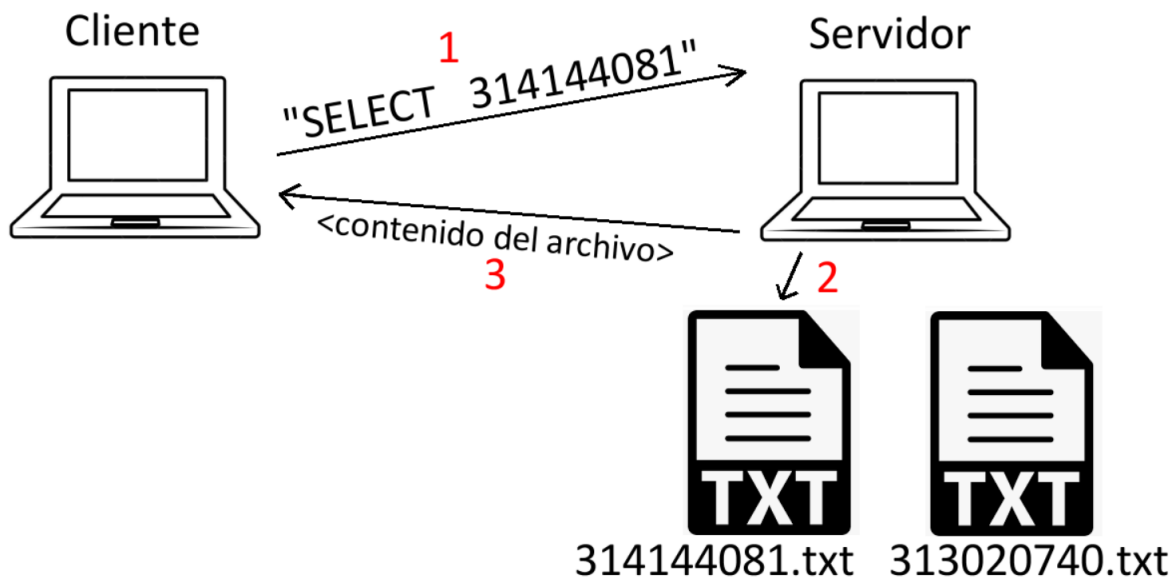 Cliente
1
Servidor
"SELECT 314144081"
<contenido del archivo>
3
2
TXT
TXT
314144081.txt
313020740.txt